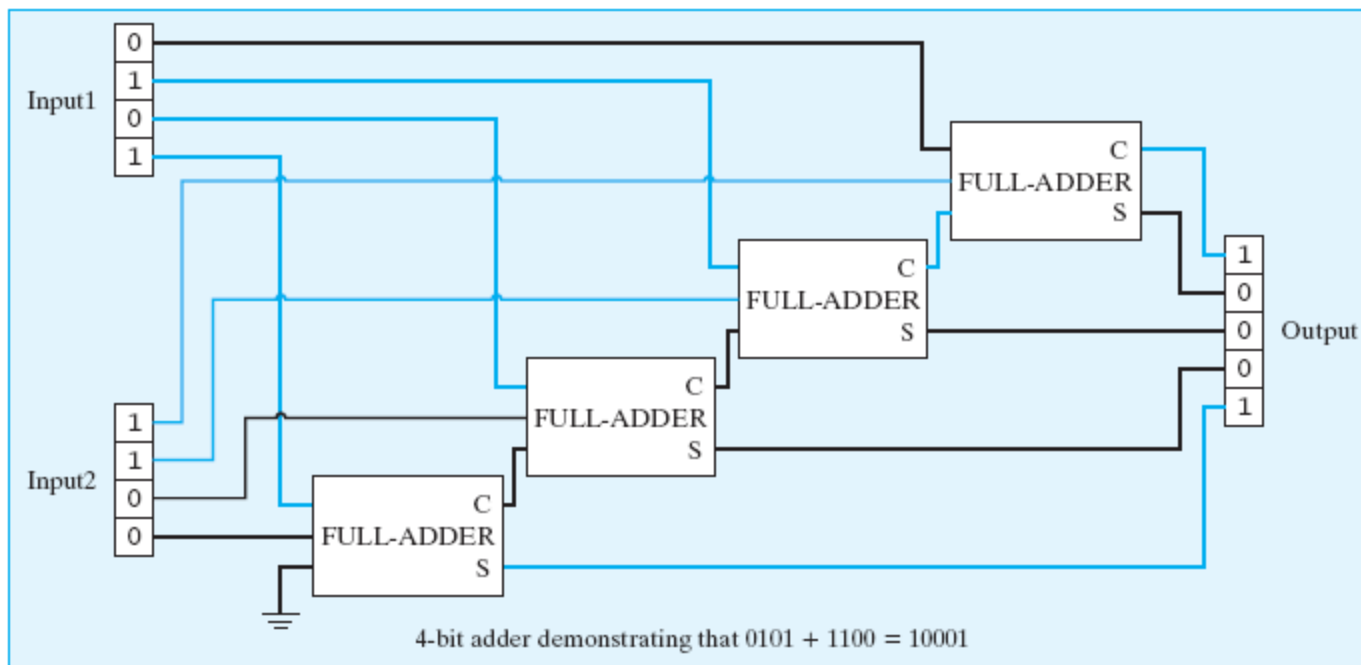 Input1
0
1
0
1
C
FULL-ADDER
S
C
FULL-ADDER
S
1
0
0
0
1
Output
C
FULL-ADDER
S
Input2
1
1
0
0
C
FULL-ADDER
S
4-bit adder demonstrating that 0101 + 1100 = 10001